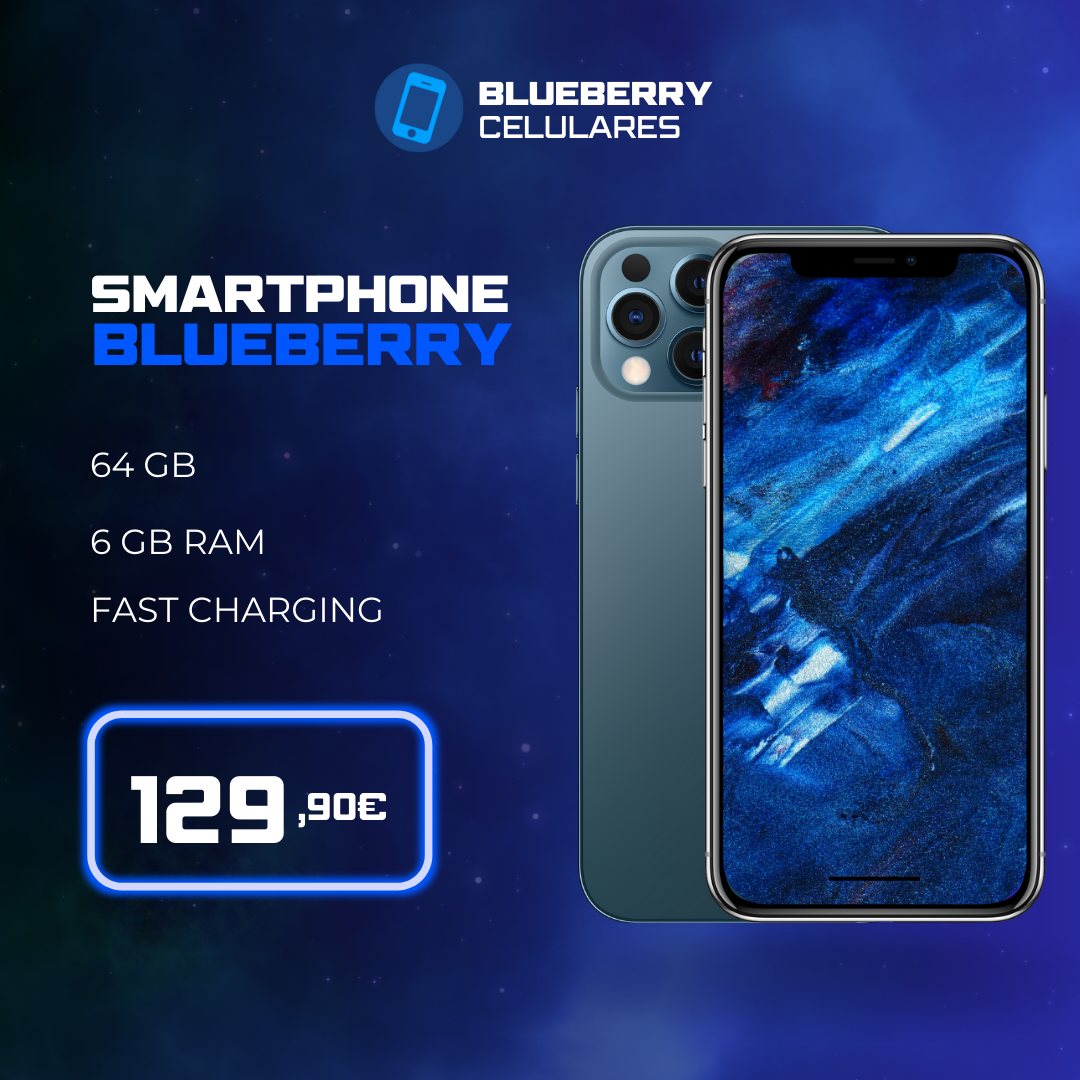 BLUEBERRY
CELULARES
SMARTPHONE
BLUEBERRY
64 GB
6 GB RAM
FAST CHARGING
129,90€